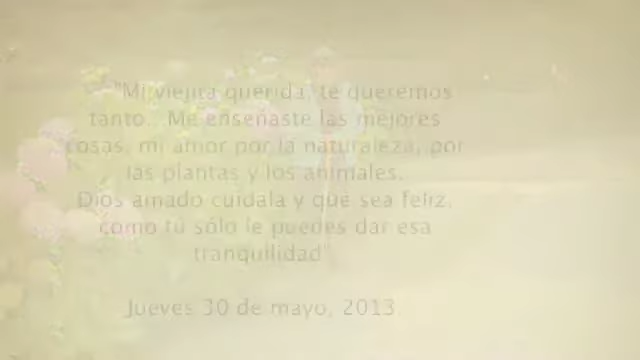 "Mi viejita querida, te queremos
tanto.. Me enseñaste las mejores
cosas, mi amor por la naturaleza, por
las plantas y los animales.
Dios amado cuídala y que sea feliz,
como tú sólo le puedes dar esa
tranquilidad".
Jueves 30 de mayo, 2013.